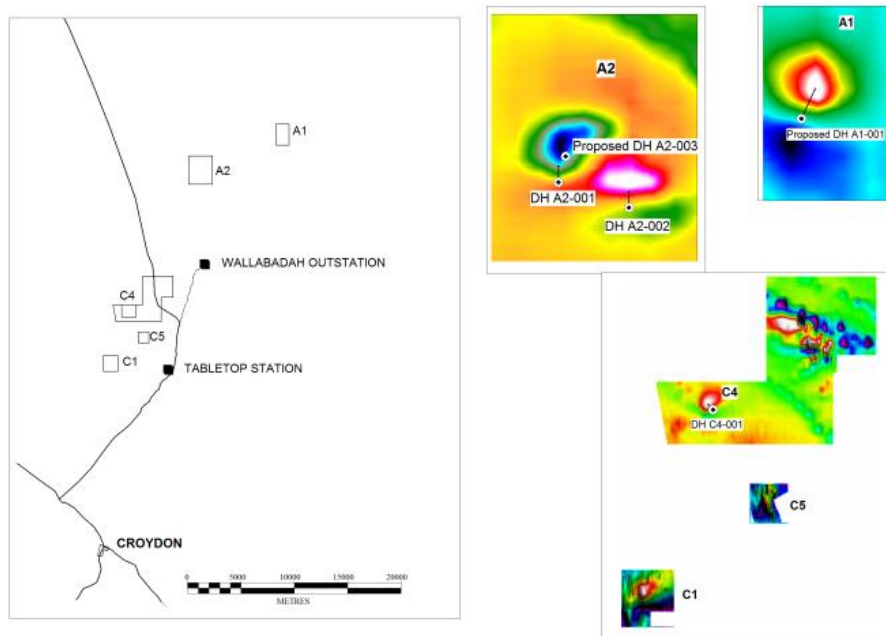 A1
A2
WALLABADAH OUTSTATION
C4
C5
C1
TABLETOP STATION
CROYDON
0 5000 10000 15000 20000
METRES
A2
Proposed DH A2-003
DH A2-001
DH A2-002
A1
Proposed DH A1-001
C4
DH C4-001
C5
C1